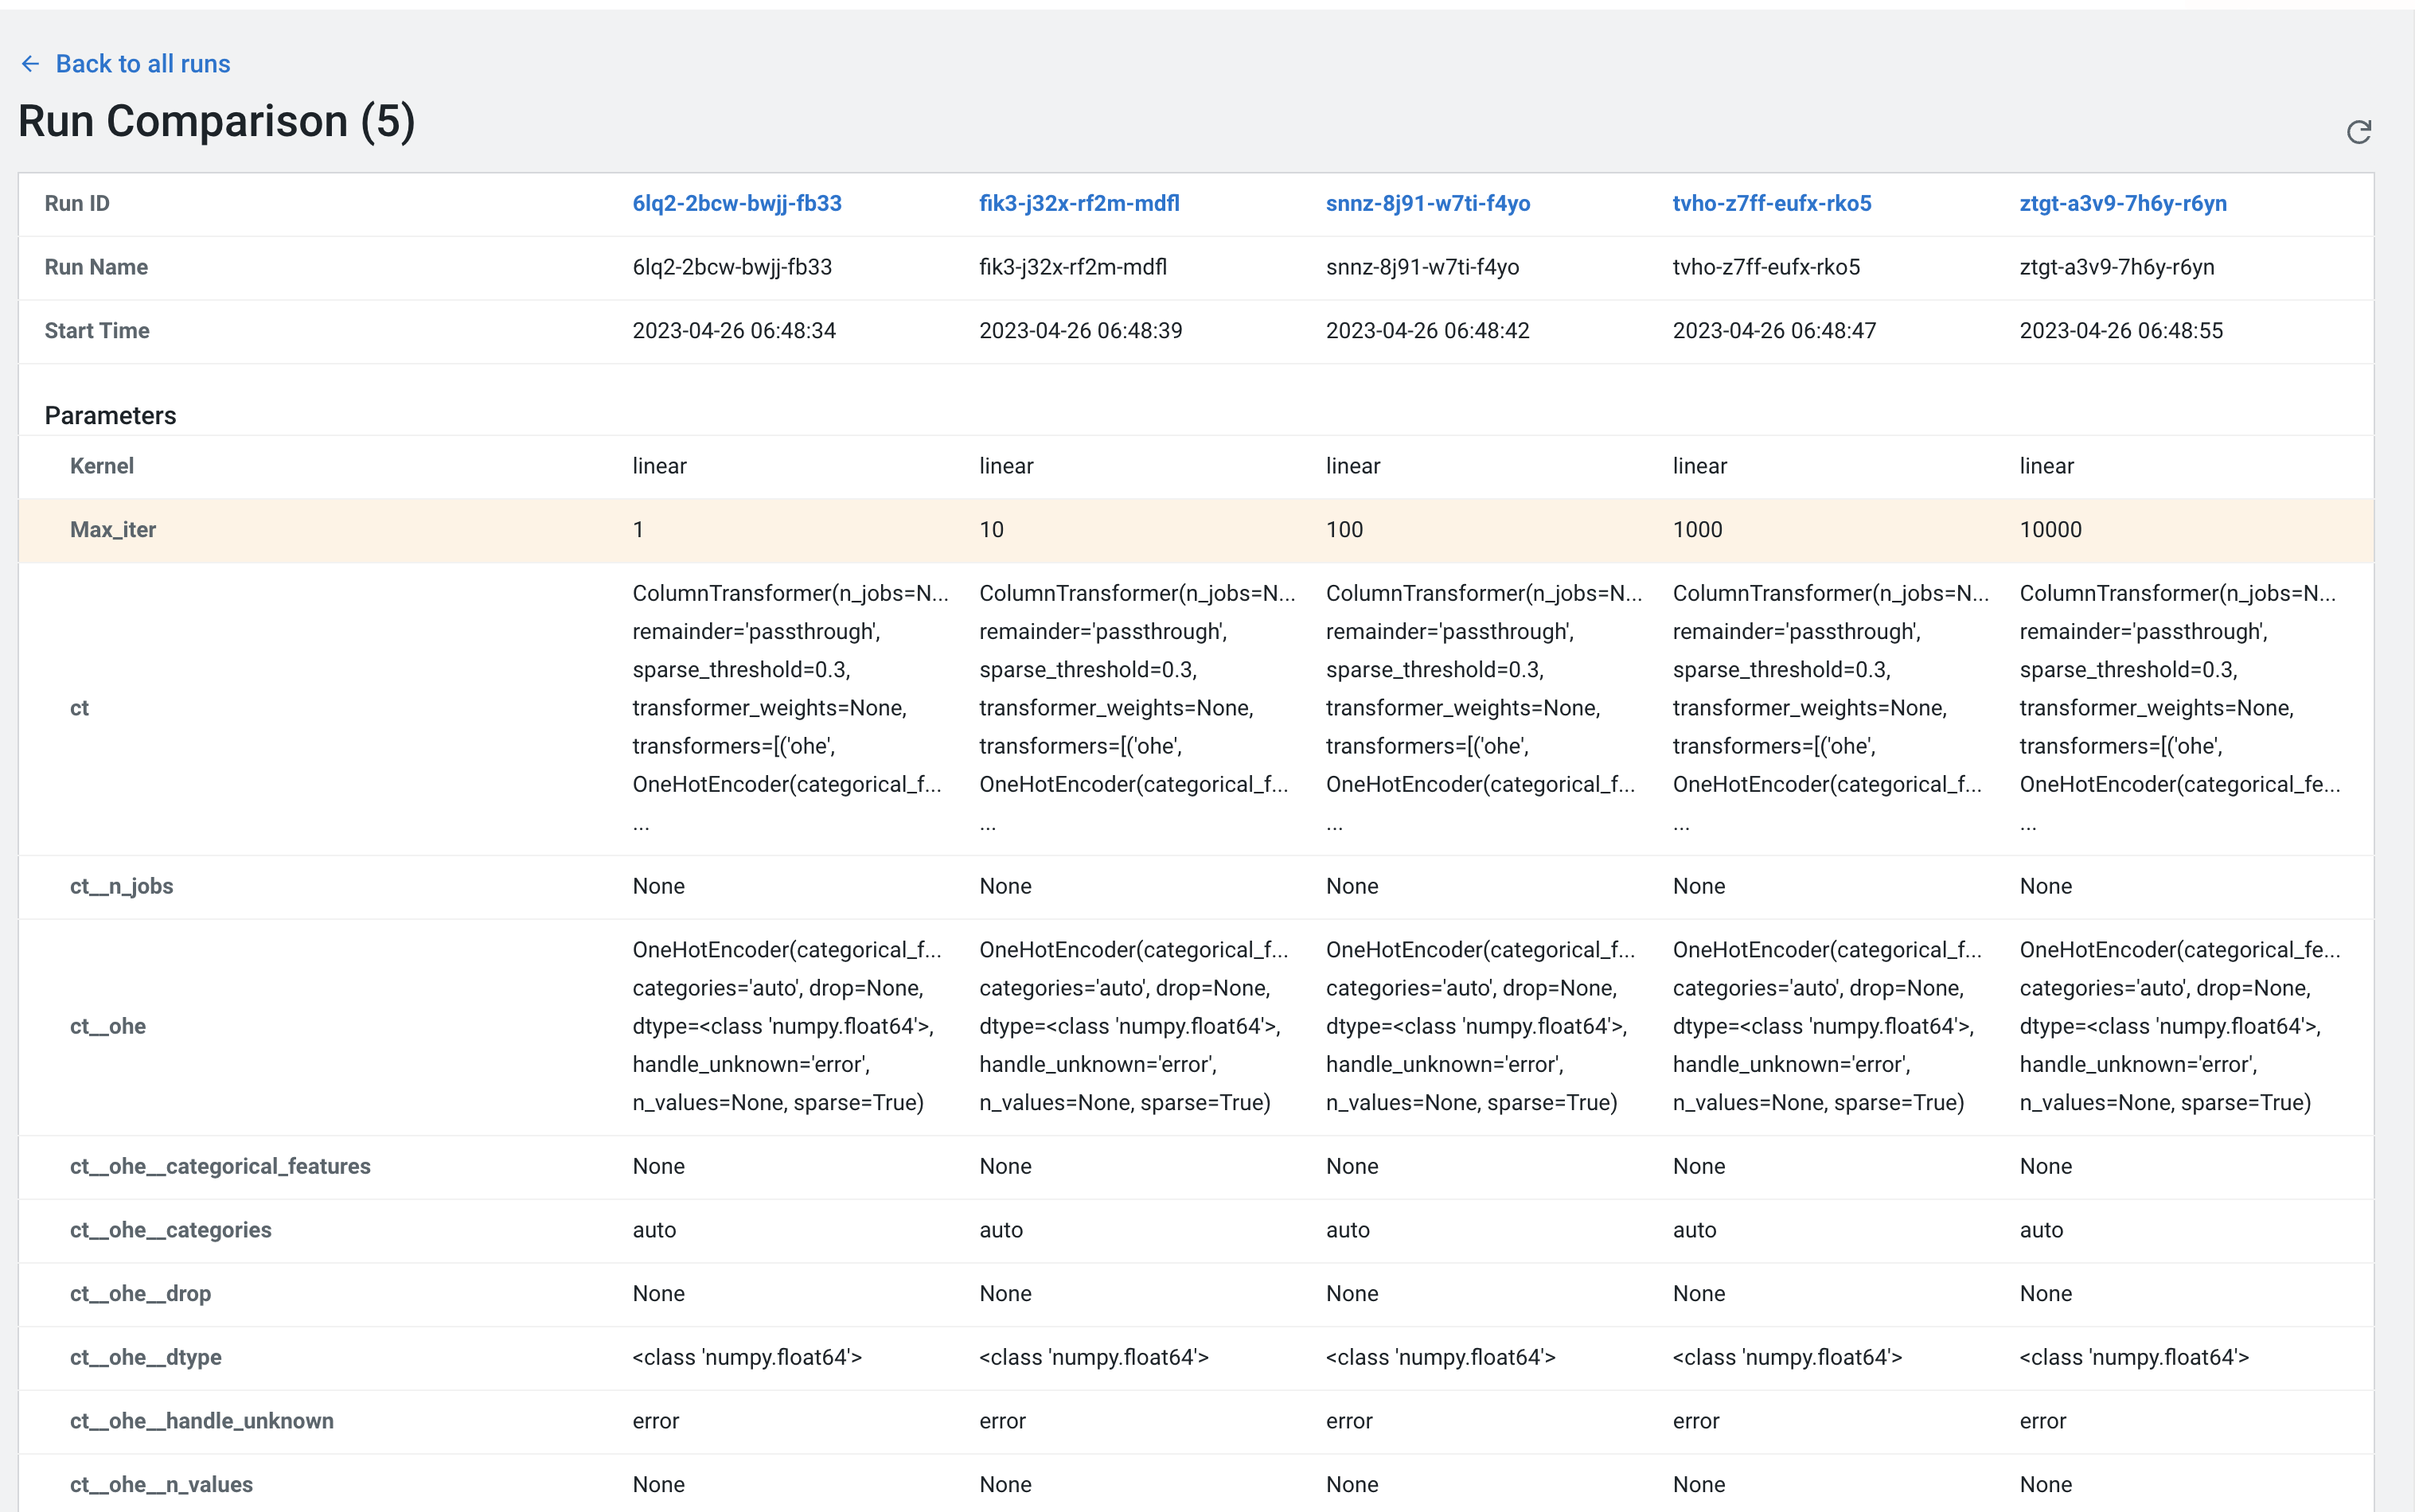 ← Back to all runs
Run Comparison (5)
Run ID 6lq2-2bcw-bwjj-fb33 fik3-j32x-rf2m-mdfl snnz-8j91-w7ti-f4yo tvho-z7ff-eufx-rko5 ztgt-a3v9-7h6y-r6yn
Run Name 6lq2-2bcw-bwjj-fb33 fik3-j32x-rf2m-mdfl snnz-8j91-w7ti-f4yo tvho-z7ff-eufx-rko5 ztgt-a3v9-7h6y-r6yn
Start Time 2023-04-26 06:48:34 2023-04-26 06:48:39 2023-04-26 06:48:42 2023-04-26 06:48:47 2023-04-26 06:48:55
Parameters
Kernel linear linear linear linear linear
Max_iter 1 10 100 1000 10000
ColumnTransformer(n_jobs=N... ColumnTransformer(n_jobs=N... ColumnTransformer(n_jobs=N... ColumnTransformer(n_jobs=N... ColumnTransformer(n_jobs=N...
remainder='passthrough', remainder='passthrough', remainder='passthrough', remainder='passthrough', remainder='passthrough',
sparse_threshold=0.3, sparse_threshold=0.3, sparse_threshold=0.3, sparse_threshold=0.3, sparse_threshold=0.3,
ct transformer_weights=None, transformer_weights=None, transformer_weights=None, transformer_weights=None, transformer_weights=None,
transformers=[('ohe', transformers=[('ohe', transformers=[('ohe', transformers=[('ohe', transformers=[('ohe',
OneHotEncoder(categorical_f... OneHotEncoder(categorical_f... OneHotEncoder(categorical_f... OneHotEncoder(categorical_f... OneHotEncoder(categorical_fe...
... ... ... ... ...
ct__n_jobs None None None None None
OneHotEncoder(categorical_f... OneHotEncoder(categorical_f... OneHotEncoder(categorical_f... OneHotEncoder(categorical_f... OneHotEncoder(categorical_fe...
categories='auto', drop=None, categories='auto', drop=None, categories='auto', drop=None, categories='auto', drop=None, categories='auto', drop=None,
ct__ohe dtype=<class 'numpy.float64'>, dtype=<class 'numpy.float64'>, dtype=<class 'numpy.float64'>, dtype=<class 'numpy.float64'>, dtype=<class 'numpy.float64'>,
handle_unknown='error', handle_unknown='error', handle_unknown='error', handle_unknown='error', handle_unknown='error',
n_values=None, sparse=True) n_values=None, sparse=True) n_values=None, sparse=True) n_values=None, sparse=True) n_values=None, sparse=True)
ct__ohe__categorical_features None None None None None
ct__ohe__categories auto auto auto auto auto
ct__ohe__drop None None None None None
ct__ohe__dtype <class 'numpy.float64'> <class 'numpy.float64'> <class 'numpy.float64'> <class 'numpy.float64'> <class 'numpy.float64'>
ct__ohe__handle_unknown error error error error error
ct__ohe__n_values None None None None None